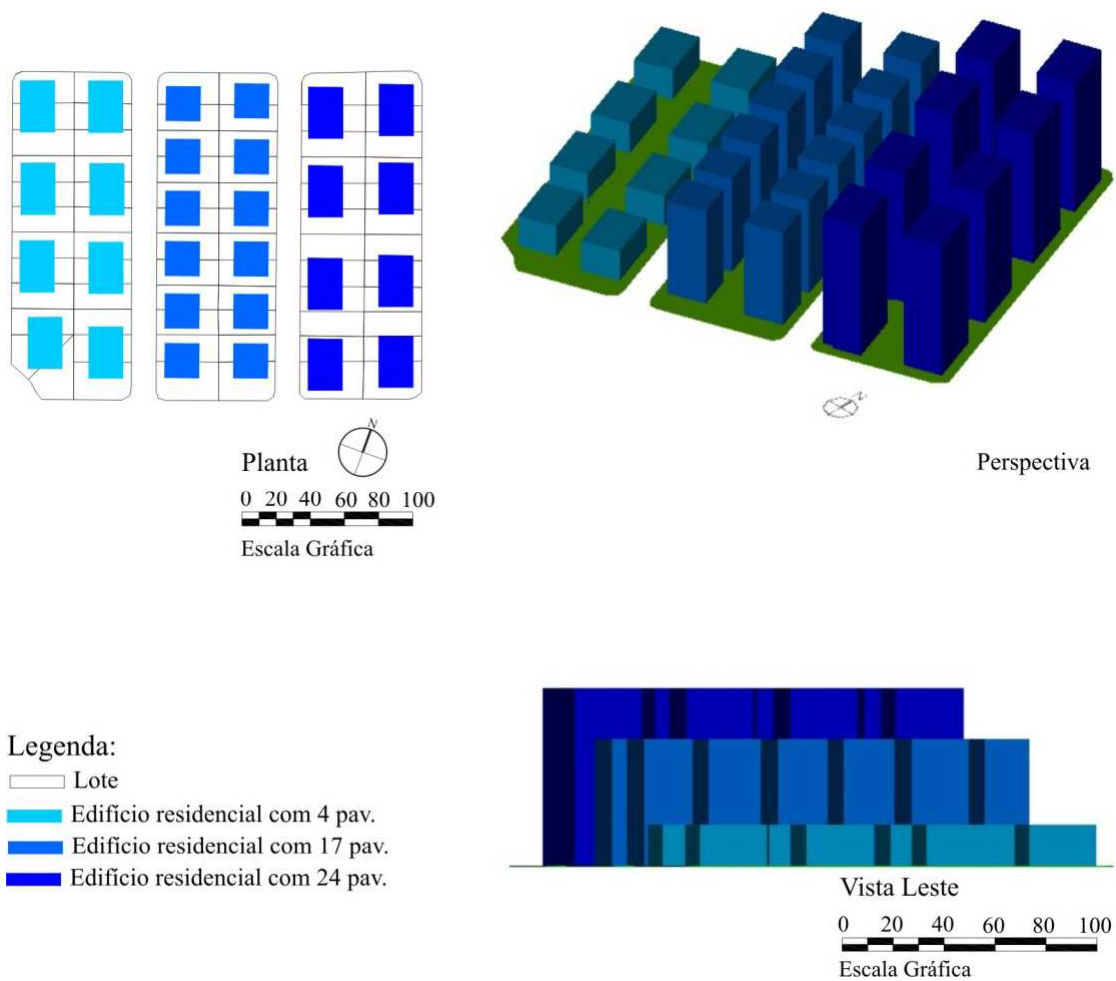 N
Planta
0 20 40 60 80 100
Escala Gráfica
N
Perspectiva
Legenda:
Lote
Edifício residencial com 4 pav.
Edifício residencial com 17 pav.
Edifício residencial com 24 pav.
Vista Leste
0 20 40 60 80 100
Escala Gráfica